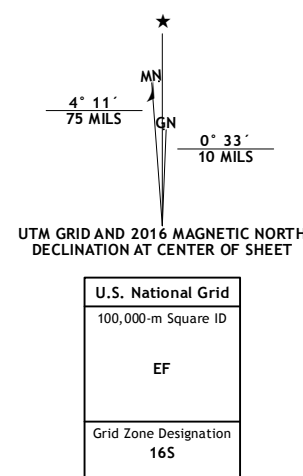 MN
4° 11´
75 MILS
GN
0° 33´
10 MILS
UTM GRID AND 2016 MAGNETIC NORTH
DECLINATION AT CENTER OF SHEET
U.S. National Grid
100,000-m Square ID
EF
Grid Zone Designation
16S